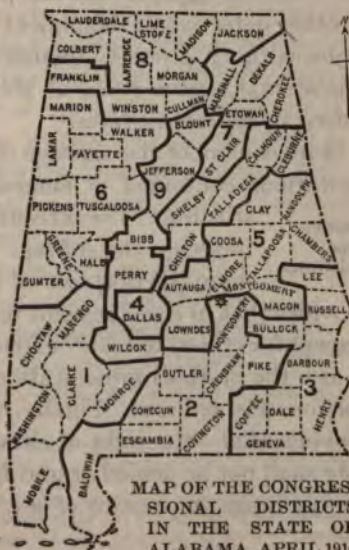 LAUDERDALE
LIME STONE
MADISON
JACKSON
COLBERT
LAWRENCE
8
MORGAN
MARSHALL
DEKALB
CHEROKEE
FRANKLIN
MARION
WINSTON
CULLMAN
BLOUNT
ETOWAH
7
WALKER
LAMAR
FAYETTE
JEFFERSON
ST CLAIR
CALHOUN
CLEBURNE
6
9
SHELBY
TALLADEGA
RANDOLPH
CLAY
PICKENS
TUSCALOOSA
BIBB
CHILTON
COOSA
5
TALLAPOOSA
CHAMBERS
GREENE
HALE
PERRY
AUTAUGA
ELMORE
LEE
SUMTER
4
DALLAS
MONTGOMERY
MACON
RUSSELL
CHOCTAW
MARENGO
LOWNDES
MONTGOMERY
BULLOCK
WILCOX
BUTLER
CRENSHAW
PIKE
BARBOUR
CLARKE
1
MONROE
2
3
WASHINGTON
CONECUH
COFFEE
DALE
HENRY
ESCAMBIA
COVINGTON
GENEVA
MOBILE
BALDWIN
MAP OF THE CONGRES-
SIONAL DISTRICTS
IN THE STATE OF